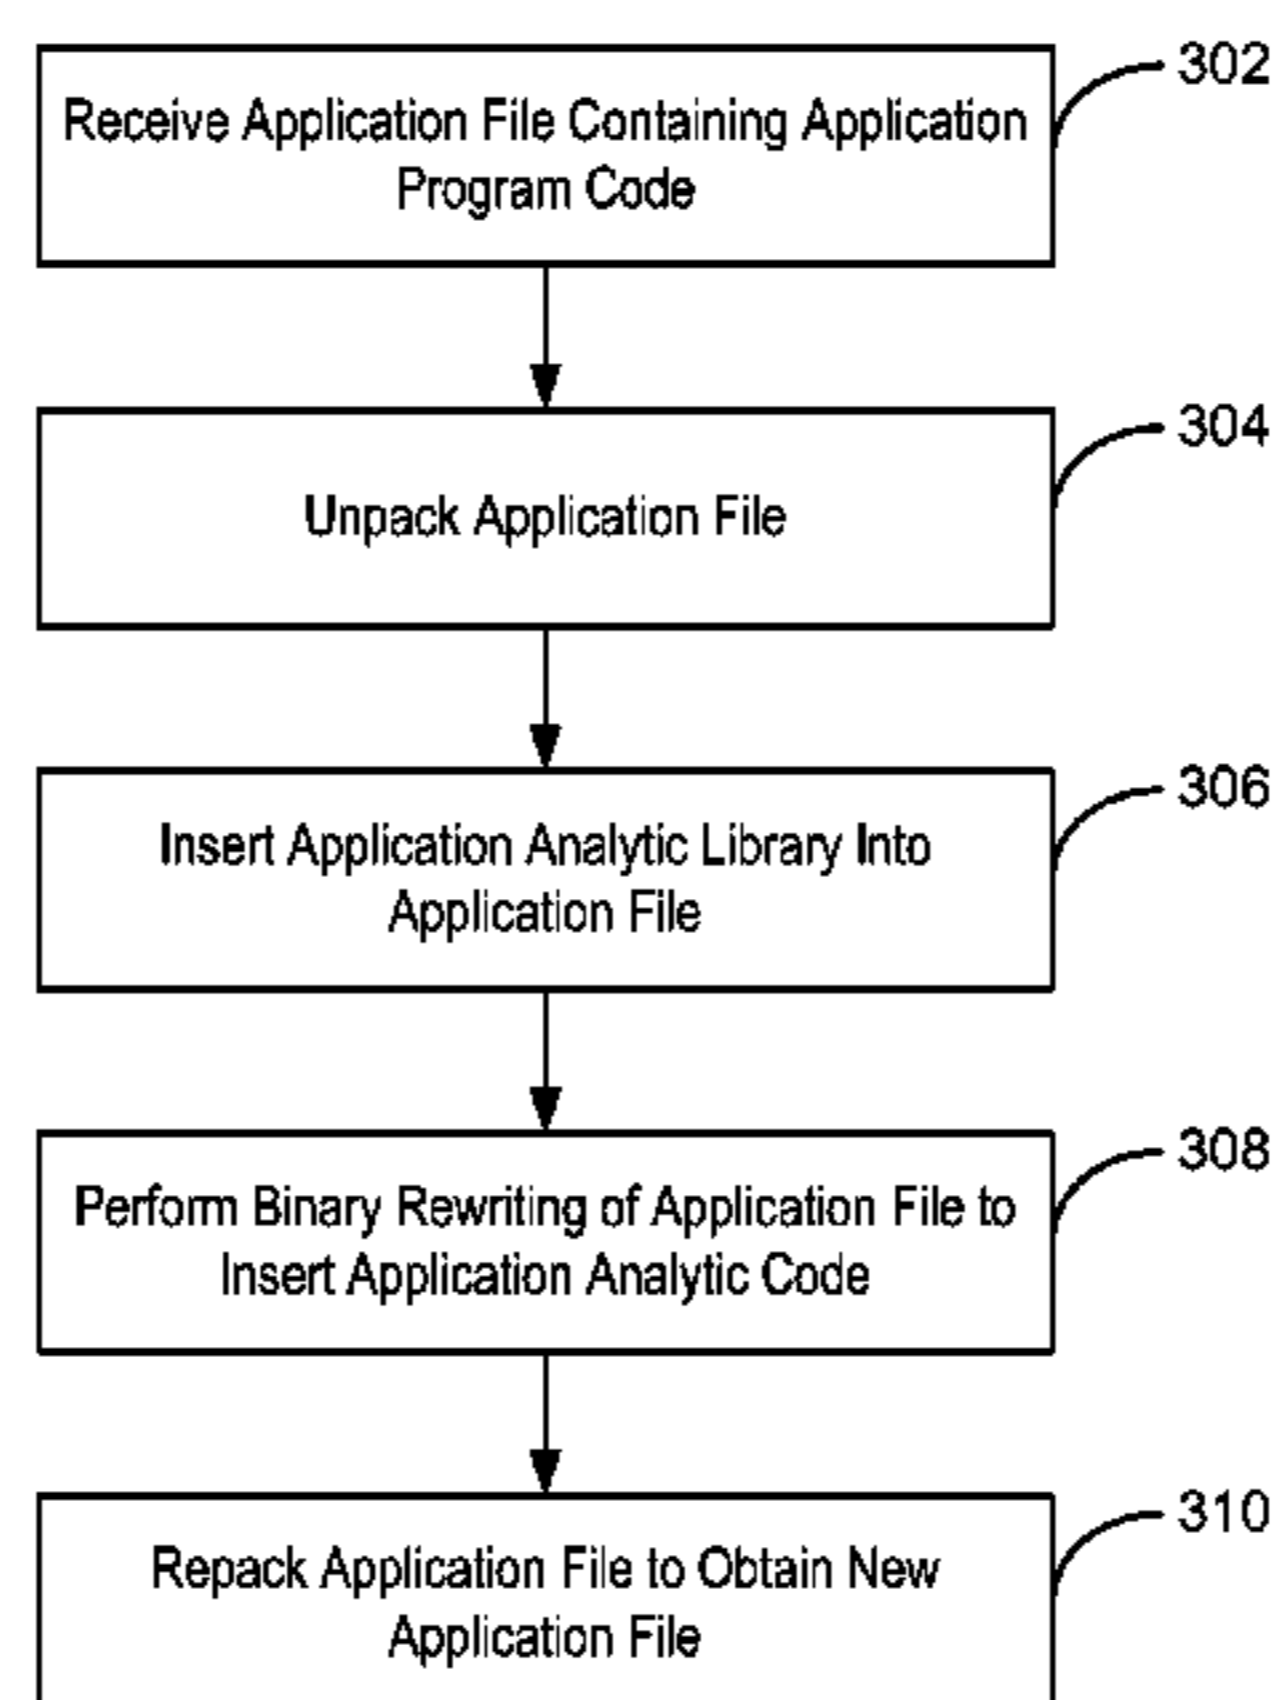 302
Receive Application File Containing Application
Program Code
304
Unpack Application File
306
Insert Application Analytic Library Into
Application File
308
Perform Binary Rewriting of Application File to
Insert Application Analytic Code
310
Repack Application File to Obtain New
Application File